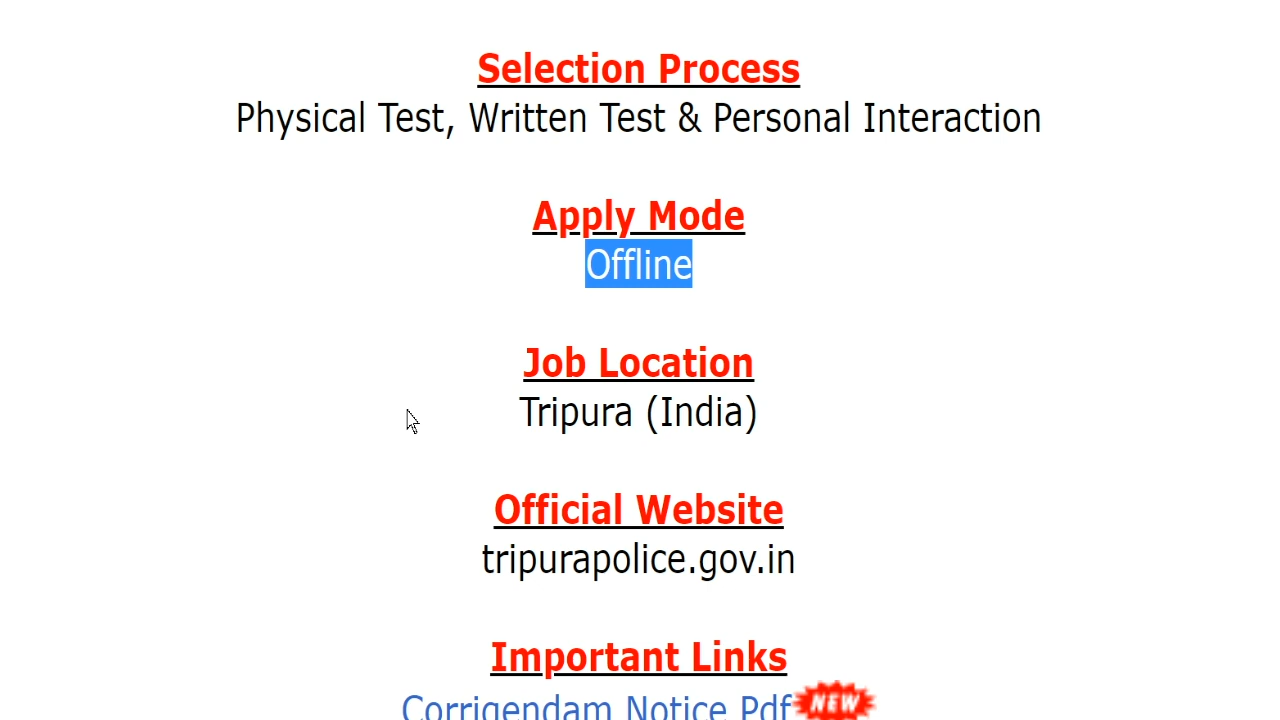 Selection Process
Physical Test, Written Test & Personal Interaction
Apply Mode
Offline
Job Location
Tripura (India)
Official Website
tripurapolice.gov.in
Important Links
Corrigendam Notice Pdf NEW